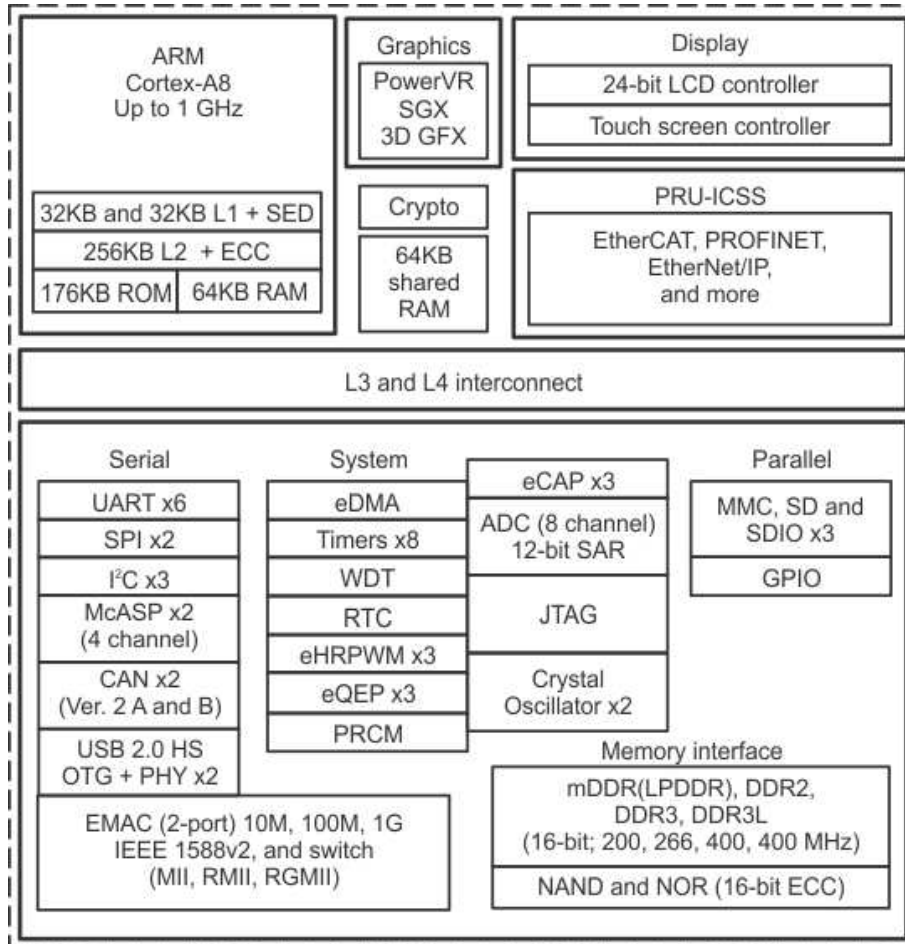 ARM
Cortex-A8
Up to 1 GHz
32KB and 32KB L1 + SED
256KB L2 + ECC
176KB ROM
64KB RAM
Graphics
PowerVR
SGX
3D GFX
Crypto
64KB
shared
RAM
Display
24-bit LCD controller
Touch screen controller
PRU-ICSS
EtherCAT, PROFINET,
EtherNet/IP,
and more
L3 and L4 interconnect
Serial
UART x6
SPI x2
I²C x3
McASP x2
(4 channel)
CAN x2
(Ver. 2 A and B)
USB 2.0 HS
OTG + PHY x2
EMAC (2-port) 10M, 100M, 1G
IEEE 1588v2, and switch
(MII, RMII, RGMII)
System
eDMA
Timers x8
WDT
RTC
eHRPWM x3
eQEP x3
PRCM
eCAP x3
ADC (8 channel)
12-bit SAR
JTAG
Crystal
Oscillator x2
Parallel
MMC, SD and
SDIO x3
GPIO
Memory interface
mDDR(LPDDR), DDR2,
DDR3, DDR3L
(16-bit; 200, 266, 400, 400 MHz)
NAND and NOR (16-bit ECC)